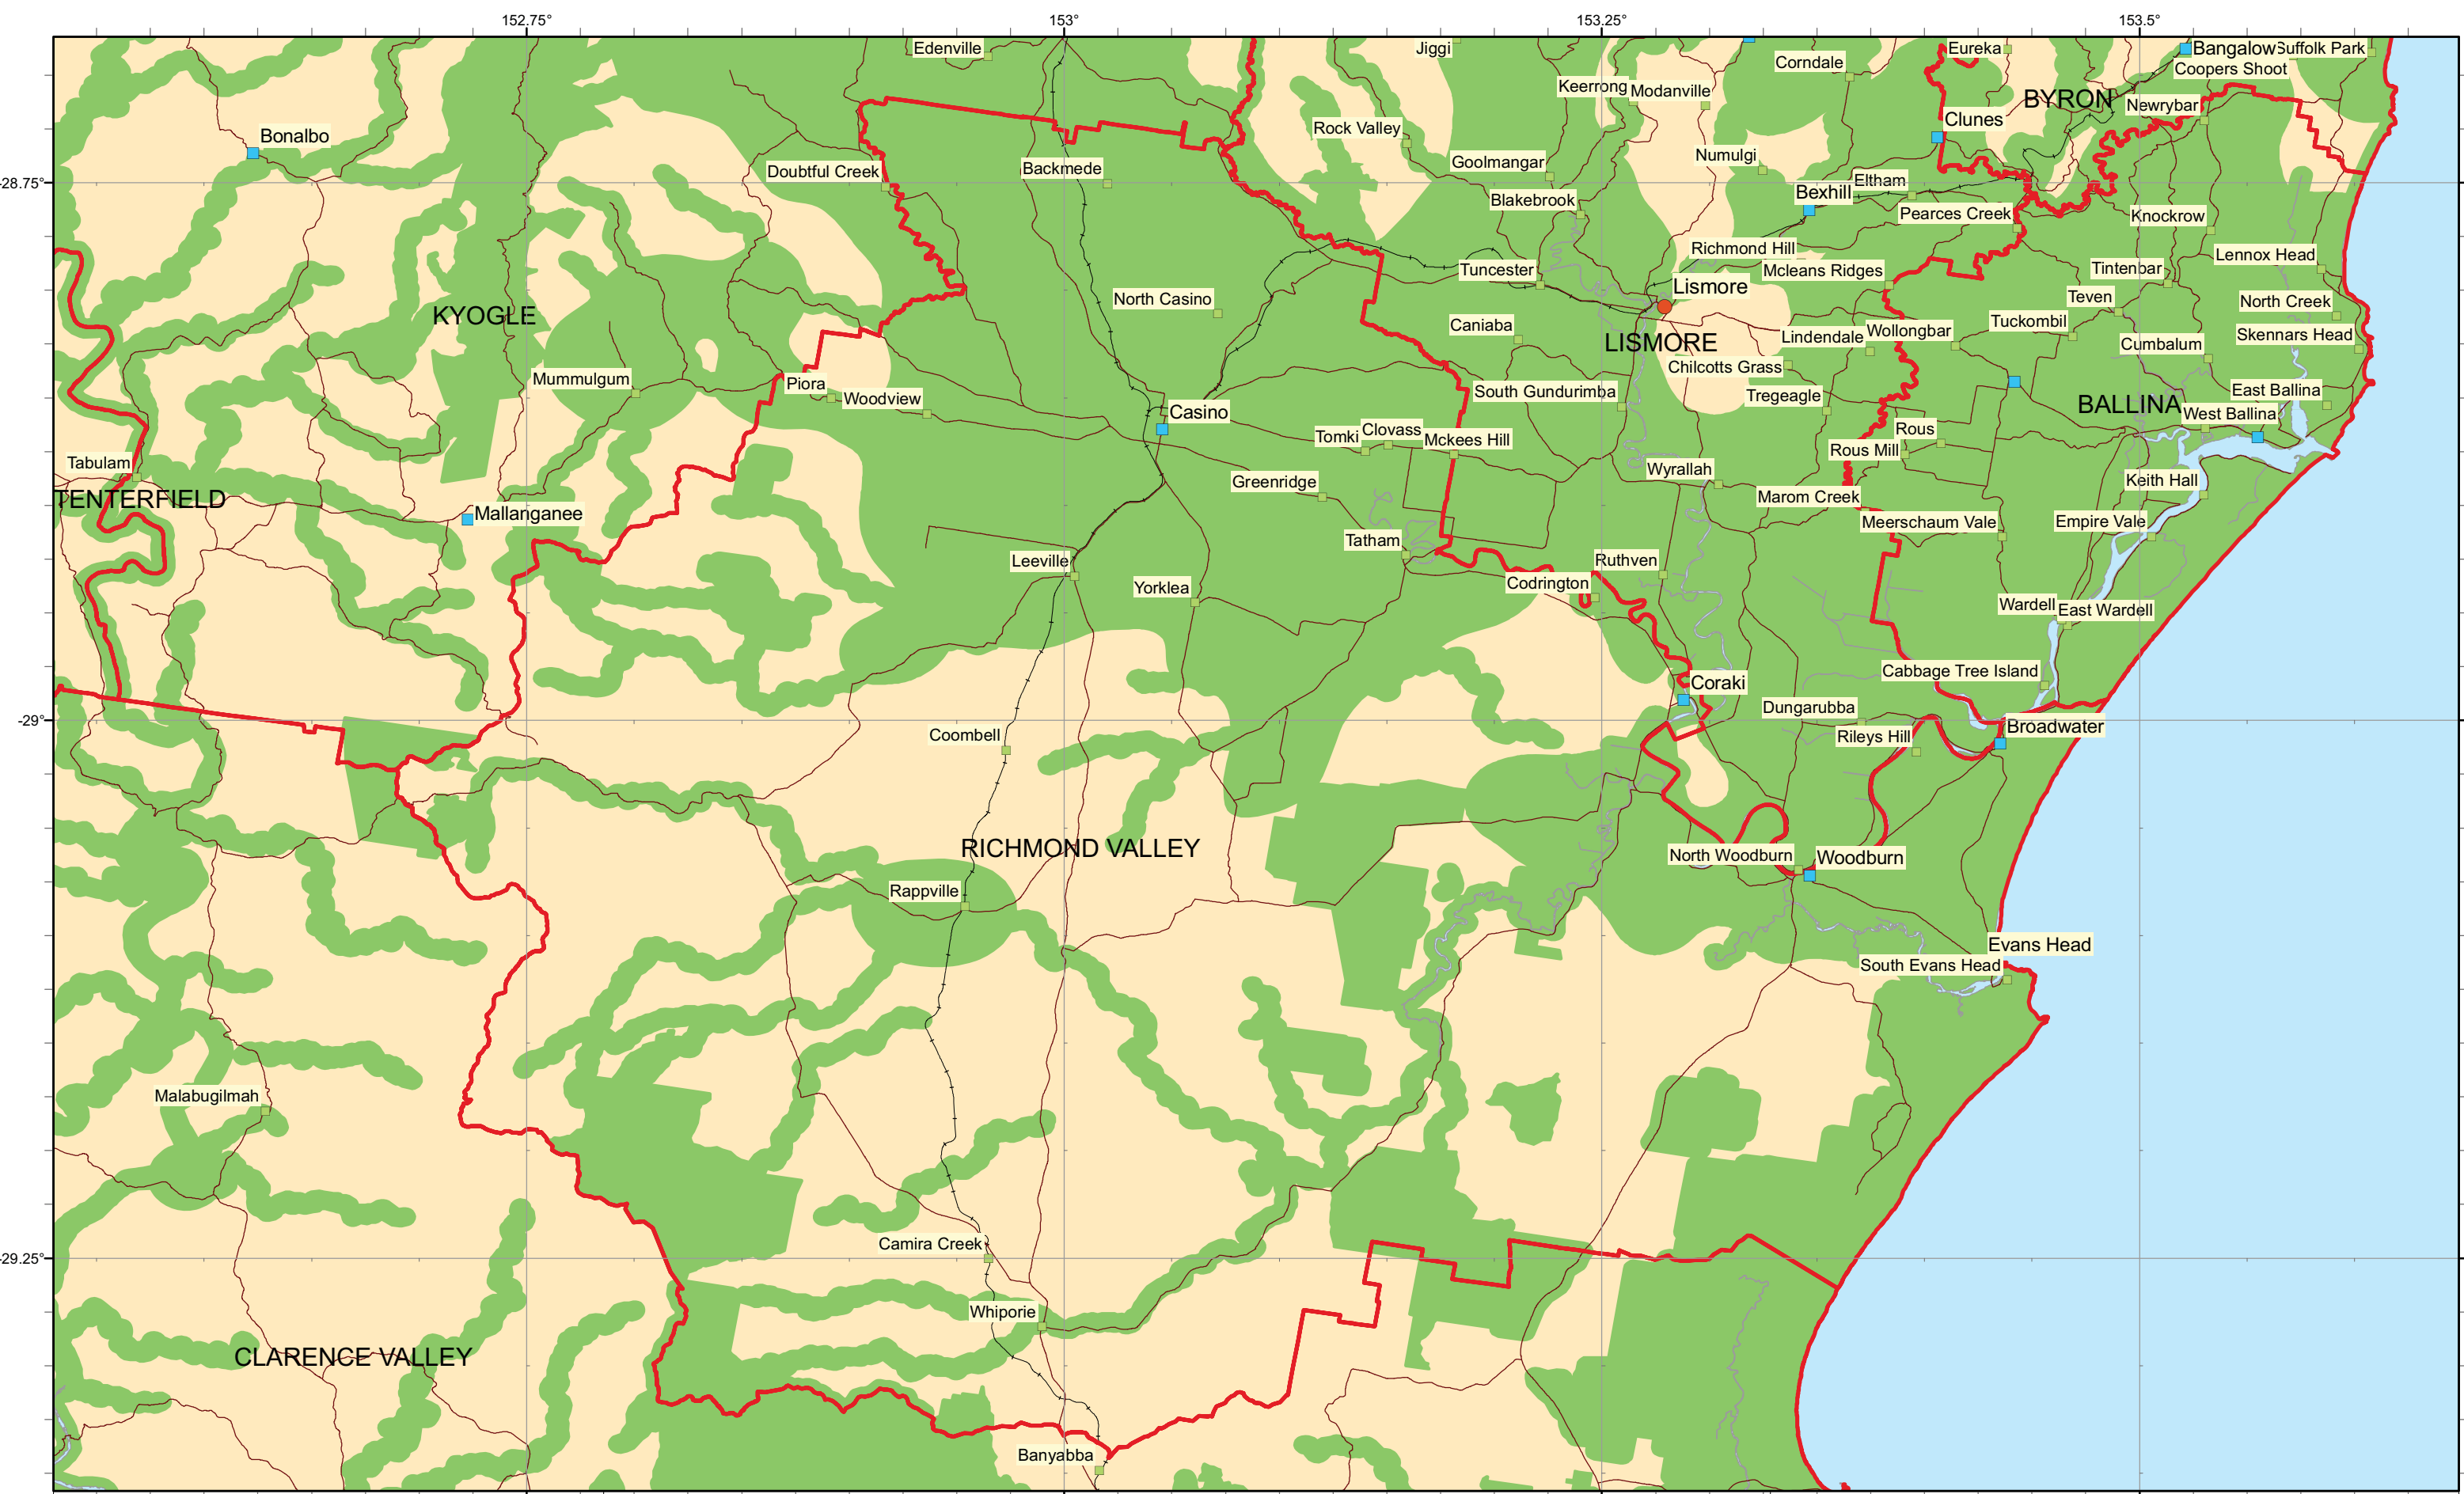 152.75°
153°
153.25°
153.5°
Edenville
Jiggi
Eureka
Bangalow
Suffolk Park
Corndale
Coopers Shoot
Keerrong
Modanville
BYRON
Newrybar
Clunes
Rock Valley
Bonalbo
Numulgi
Goolmangar
Doubtful Creek
Backmede
-28.75°
Eltham
Bexhill
Blakebrook
Pearces Creek
Knockrow
Richmond Hill
Lennox Head
Tuncester
Mcleans Ridges
Tintenbar
Lismore
North Casino
Teven
North Creek
KYOGLE
Caniaba
Tuckombil
Wollongbar
Lindendale
Skennars Head
LISMORE
Cumbalum
Chilcotts Grass
Mummulgum
Piora
South Gundurimba
Tregeagle
East Ballina
Woodview
BALLINA
Casino
West Ballina
Tomki
Clovass
Mckees Hill
Rous
Rous Mill
Tabulam
Wyrallah
Greenridge
Keith Hall
TENTERFIELD
Marom Creek
Mallanganee
Meerschaum Vale
Empire Vale
Tatham
Leeville
Ruthven
Codrington
Yorklea
Wardell
East Wardell
Cabbage Tree Island
Coraki
Dungarubba
-29°
Broadwater
Coombell
Rileys Hill
RICHMOND VALLEY
North Woodburn
Woodburn
Rappville
Evans Head
South Evans Head
Malabugilmah
Camira Creek
-29.25°
Whiporie
CLARENCE VALLEY
Banyabba